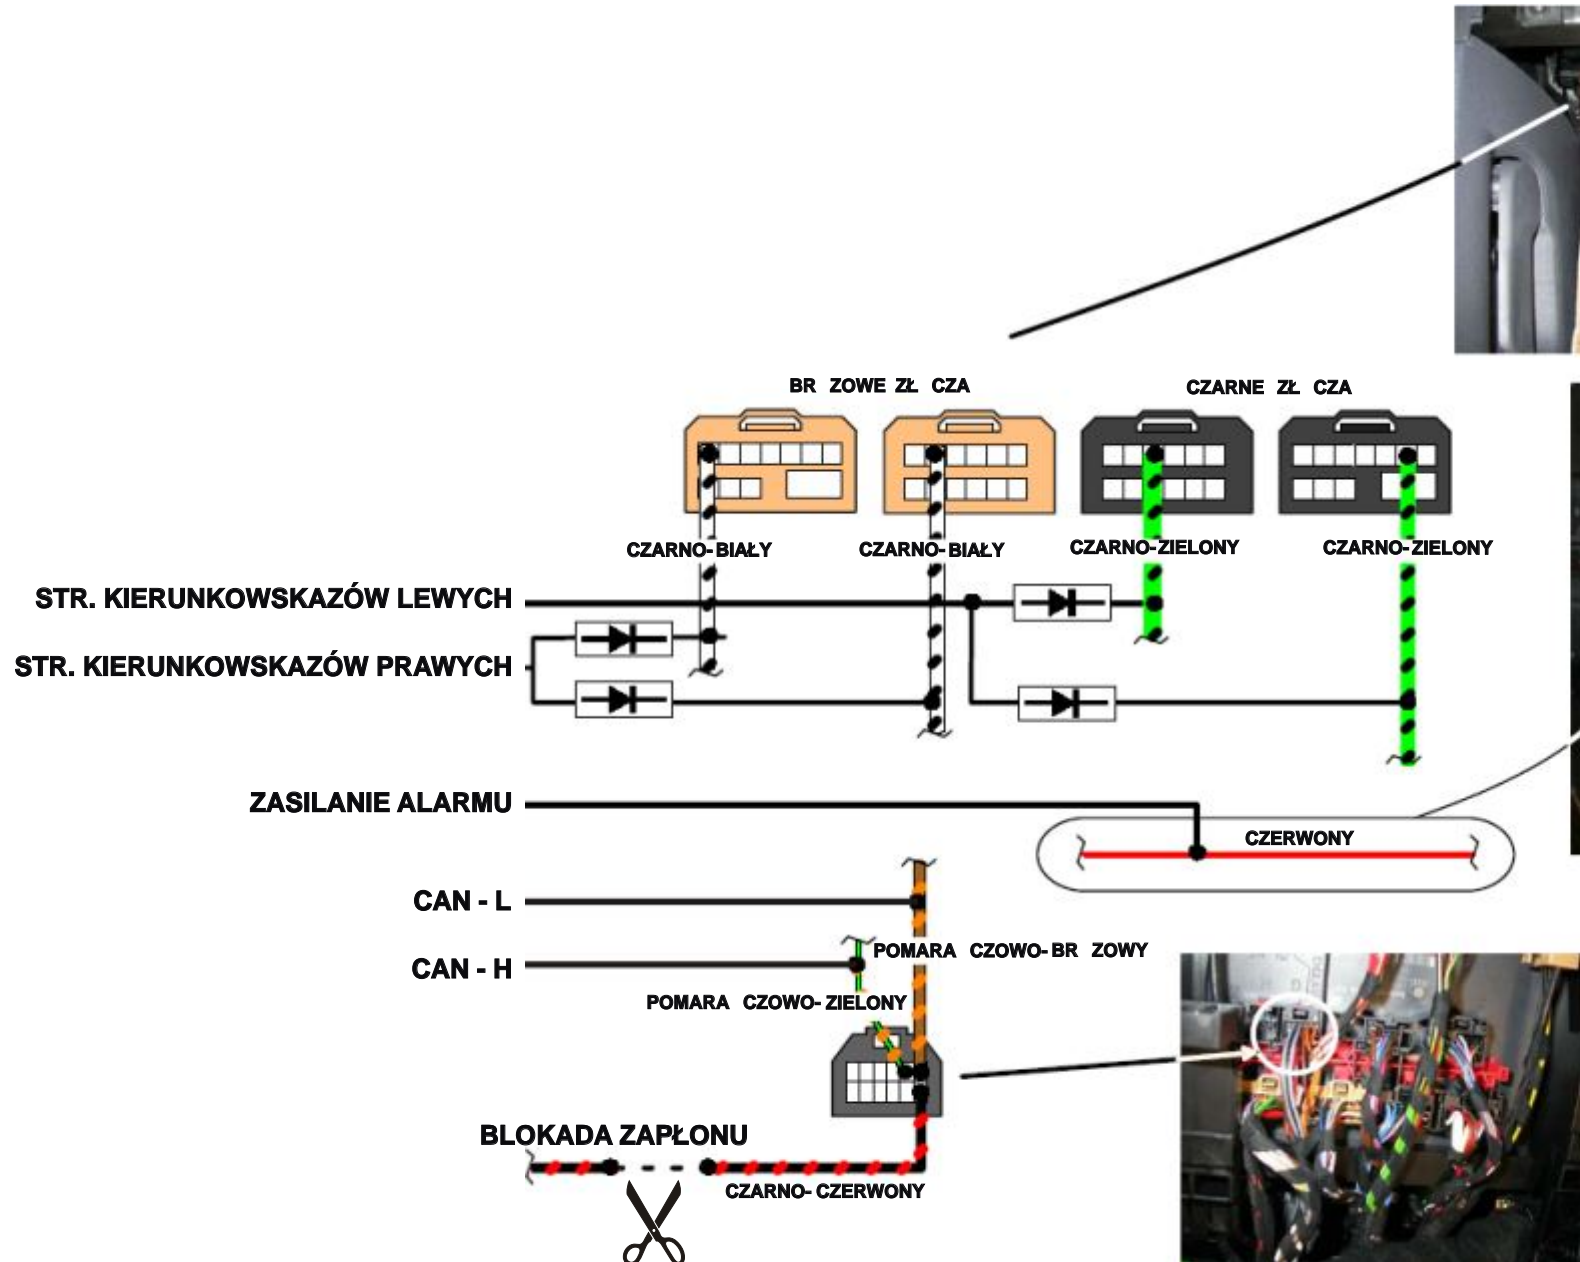 BR ZOWE ZŁ CZA
CZARNE ZŁ CZA
CZARNO-BIAŁY
CZARNO-BIAŁY
CZARNO-ZIELONY
CZARNO-ZIELONY
STR. KIERUNKOWSKAZÓW LEWYCH
STR. KIERUNKOWSKAZÓW PRAWYCH
ZASILANIE ALARMU
CZERWONY
CAN - L
POMARA CZOWO-BR ZOWY
CAN - H
POMARA CZOWO-ZIELONY
BLOKADA ZAPŁONU
CZARNO-CZERWONY